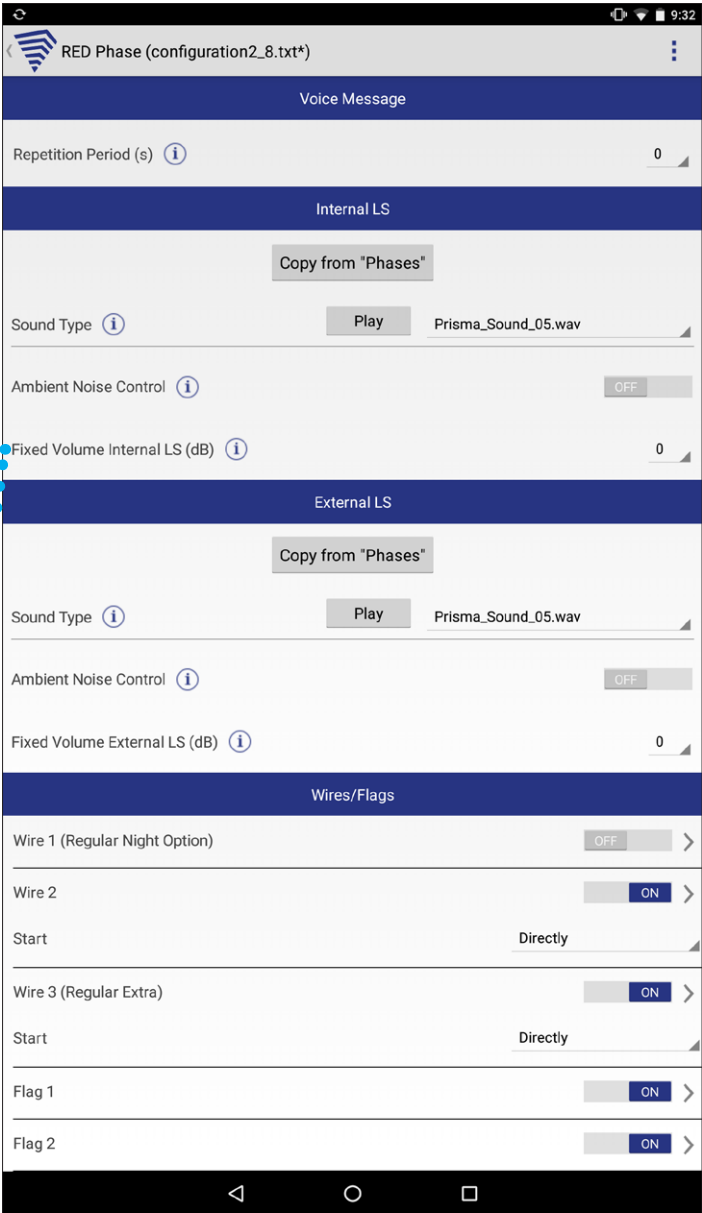 9:32
RED Phase (configuration2_8.txt*)
Voice Message
Repetition Period (s) i 0
Internal LS
Copy from "Phases"
Sound Type i Play Prisma_Sound_05.wav
Ambient Noise Control i OFF
Fixed Volume Internal LS (dB) i 0
External LS
Copy from "Phases"
Sound Type i Play Prisma_Sound_05.wav
Ambient Noise Control i OFF
Fixed Volume External LS (dB) i 0
Wires/Flags
Wire 1 (Regular Night Option) OFF
Wire 2 ON
Start Directly
Wire 3 (Regular Extra) ON
Start Directly
Flag 1 ON
Flag 2 ON